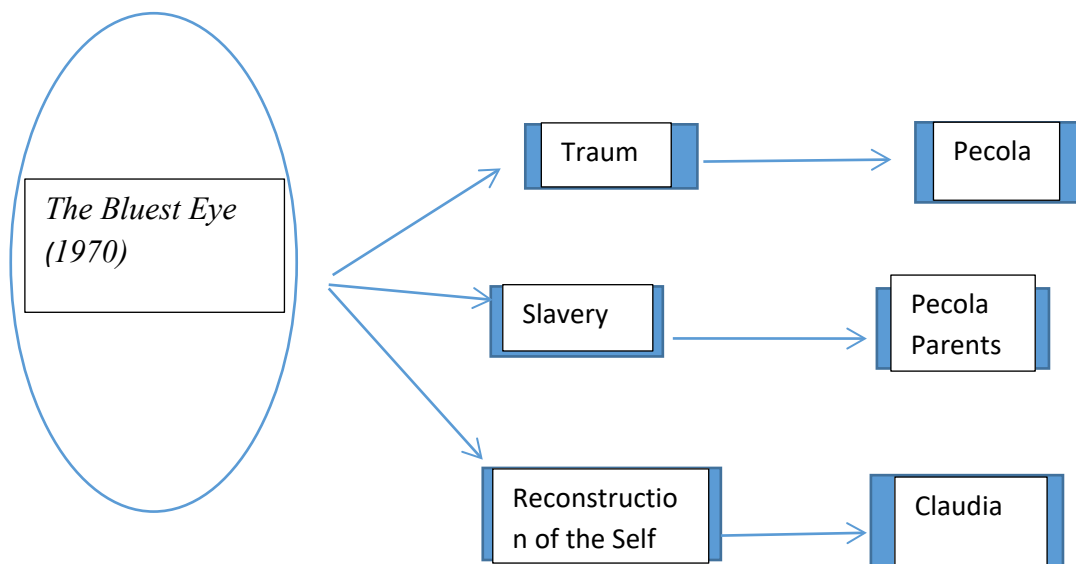 Traum
Pecola
The Bluest Eye
(1970)
Slavery
Pecola
Parents
Reconstructio
n of the Self
Claudia